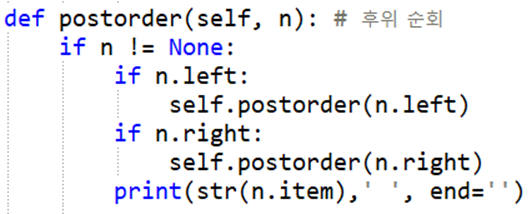 def postorder(self, n): # 후위 순회
    if n != None:
        if n.left:
            self.postorder(n.left)
        if n.right:
            self.postorder(n.right)
        print(str(n.item),' ', end='')